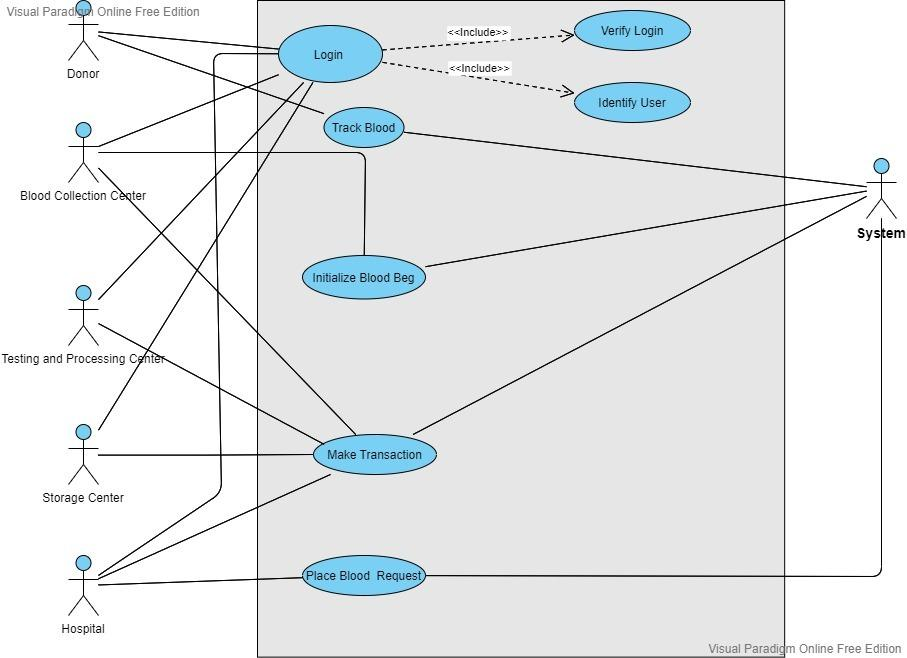 Visual Paradigm Online Free Edition
Donor
Login
<<Include>>
Verify Login
<<Include>>
Identify User
Track Blood
Blood Collection Center
System
Initialize Blood Beg
Testing and Processing Center
Make Transaction
Storage Center
Place Blood Request
Hospital
Visual Paradigm Online Free Edition